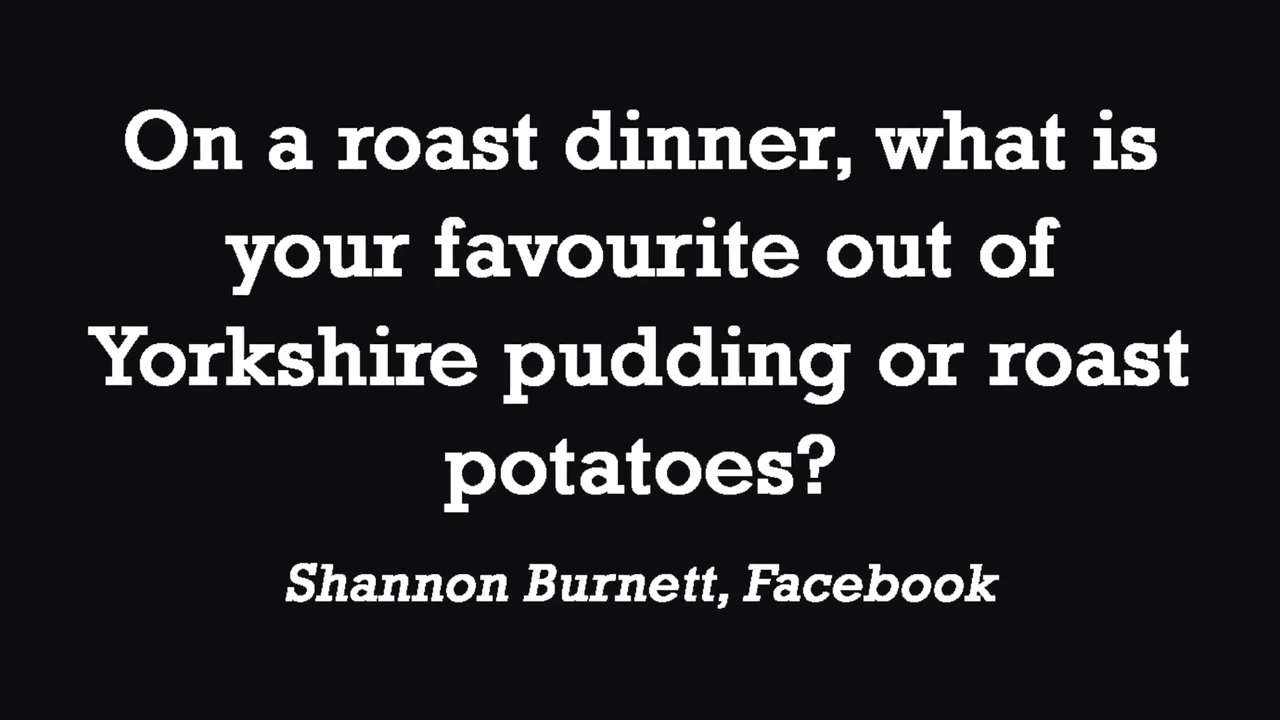 On a roast dinner, what is
your favourite out of
Yorkshire pudding or roast
potatoes?
Shannon Burnett, Facebook